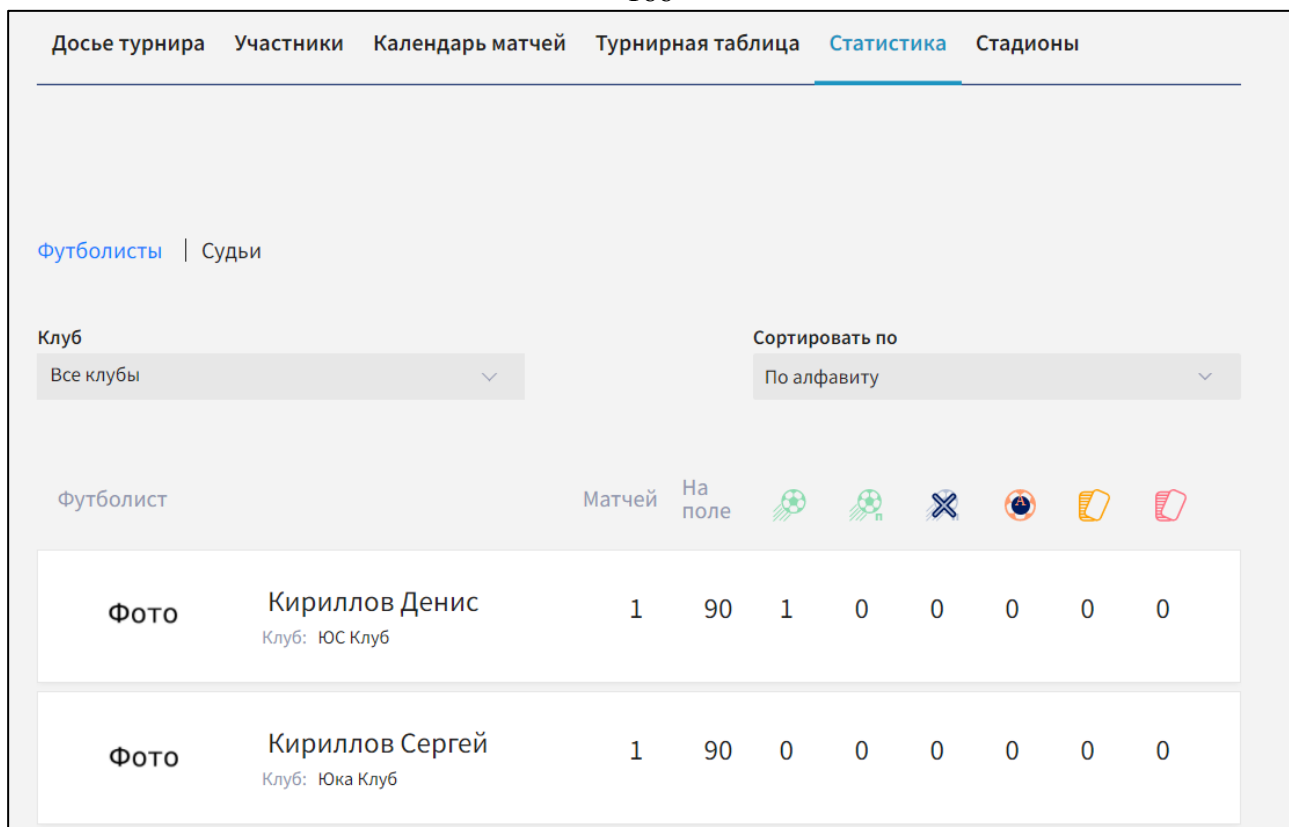 Досье турнира Участники Календарь матчей Турнирная таблица Статистика Стадионы
Футболисты | Судьи
Клуб Сортировать по
Все клубы По алфавиту
Футболист Матчей На поле
Фото Кириллов Денис 1 90 1 0 0 0 0 0
Клуб: ЮС Клуб
Фото Кириллов Сергей 1 90 0 0 0 0 0 0
Клуб: Юка Клуб